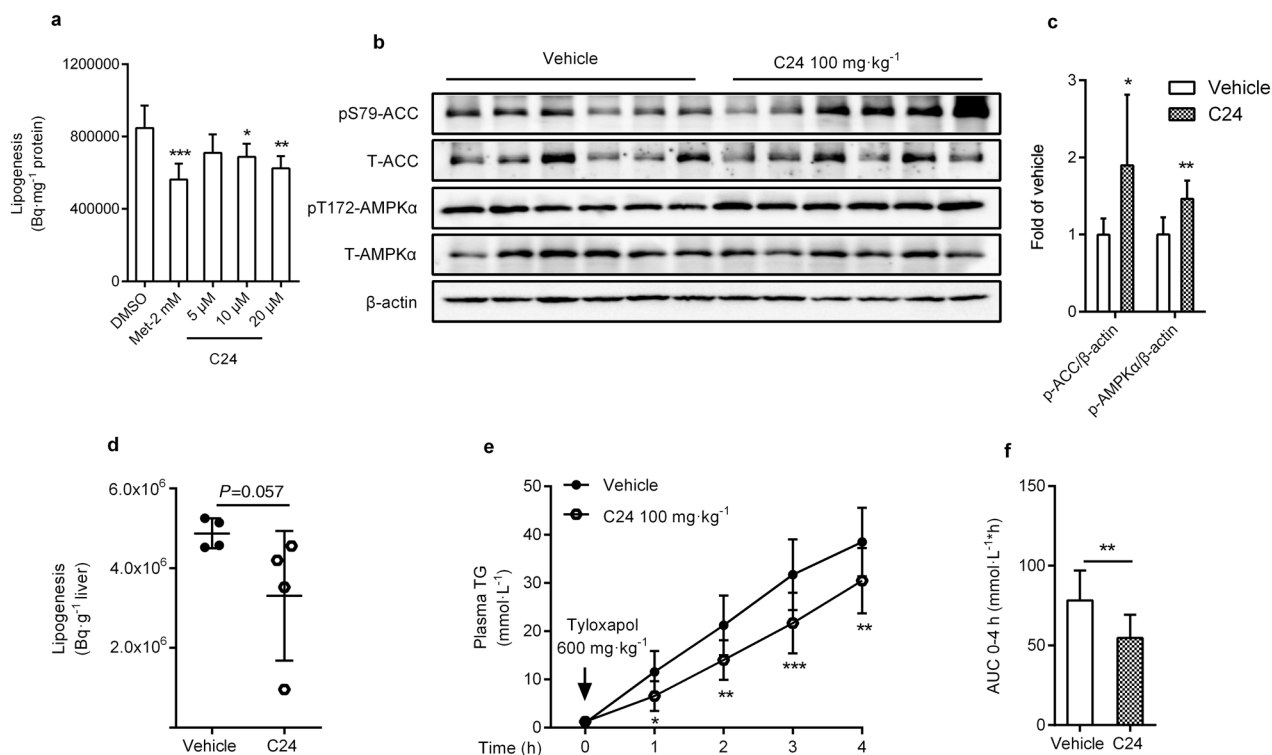 a
1200000
800000
400000
0
Lipogenesis
(Bq·mg⁻¹ protein)
***
*
**
DMSO
Met-2 mM
5 μM
10 μM
20 μM
C24
b
Vehicle
C24 100 mg·kg⁻¹
pS79-ACC
T-ACC
pT172-AMPKα
T-AMPKα
β-actin
c
3
2
1
0
Fold of vehicle
*
**
Vehicle
C24
p-ACC/β-actin
p-AMPKα/β-actin
d
6.0x10⁶
4.0x10⁶
2.0x10⁶
Lipogenesis
(Bq·g⁻¹ liver)
P=0.057
Vehicle
C24
e
50
40
30
20
10
0
Plasma TG
(mmol·L⁻¹)
Vehicle
C24 100 mg·kg⁻¹
Tyloxapol
600 mg·kg⁻¹
*
**
***
**
Time (h)
0
1
2
3
4
f
150
100
50
0
AUC 0-4 h (mmol·L⁻¹*h)
**
Vehicle
C24